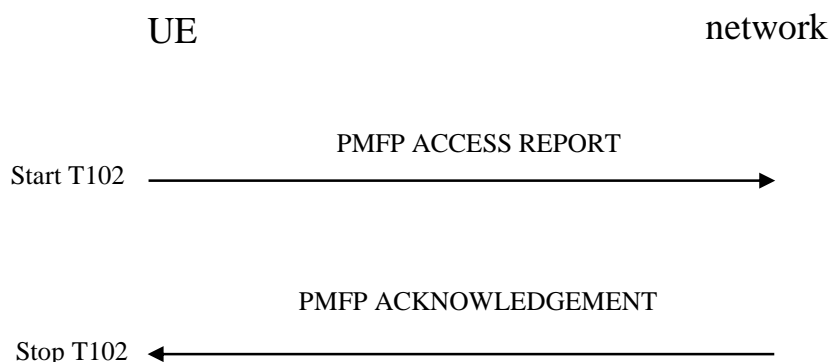 UE network
PMFP ACCESS REPORT
Start T102
PMFP ACKNOWLEDGEMENT
Stop T102